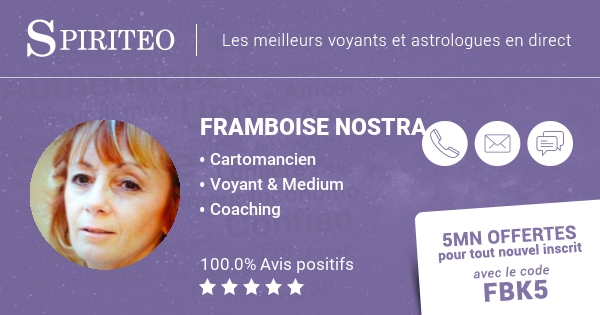 SPIRITEO
Les meilleurs voyants et astrologues en direct
FRAMBOISE NOSTRA
• Cartomancien
• Voyant & Medium
• Coaching
100.0% Avis positifs
5MN OFFERTES
pour tout nouvel inscrit
avec le code
FBK5